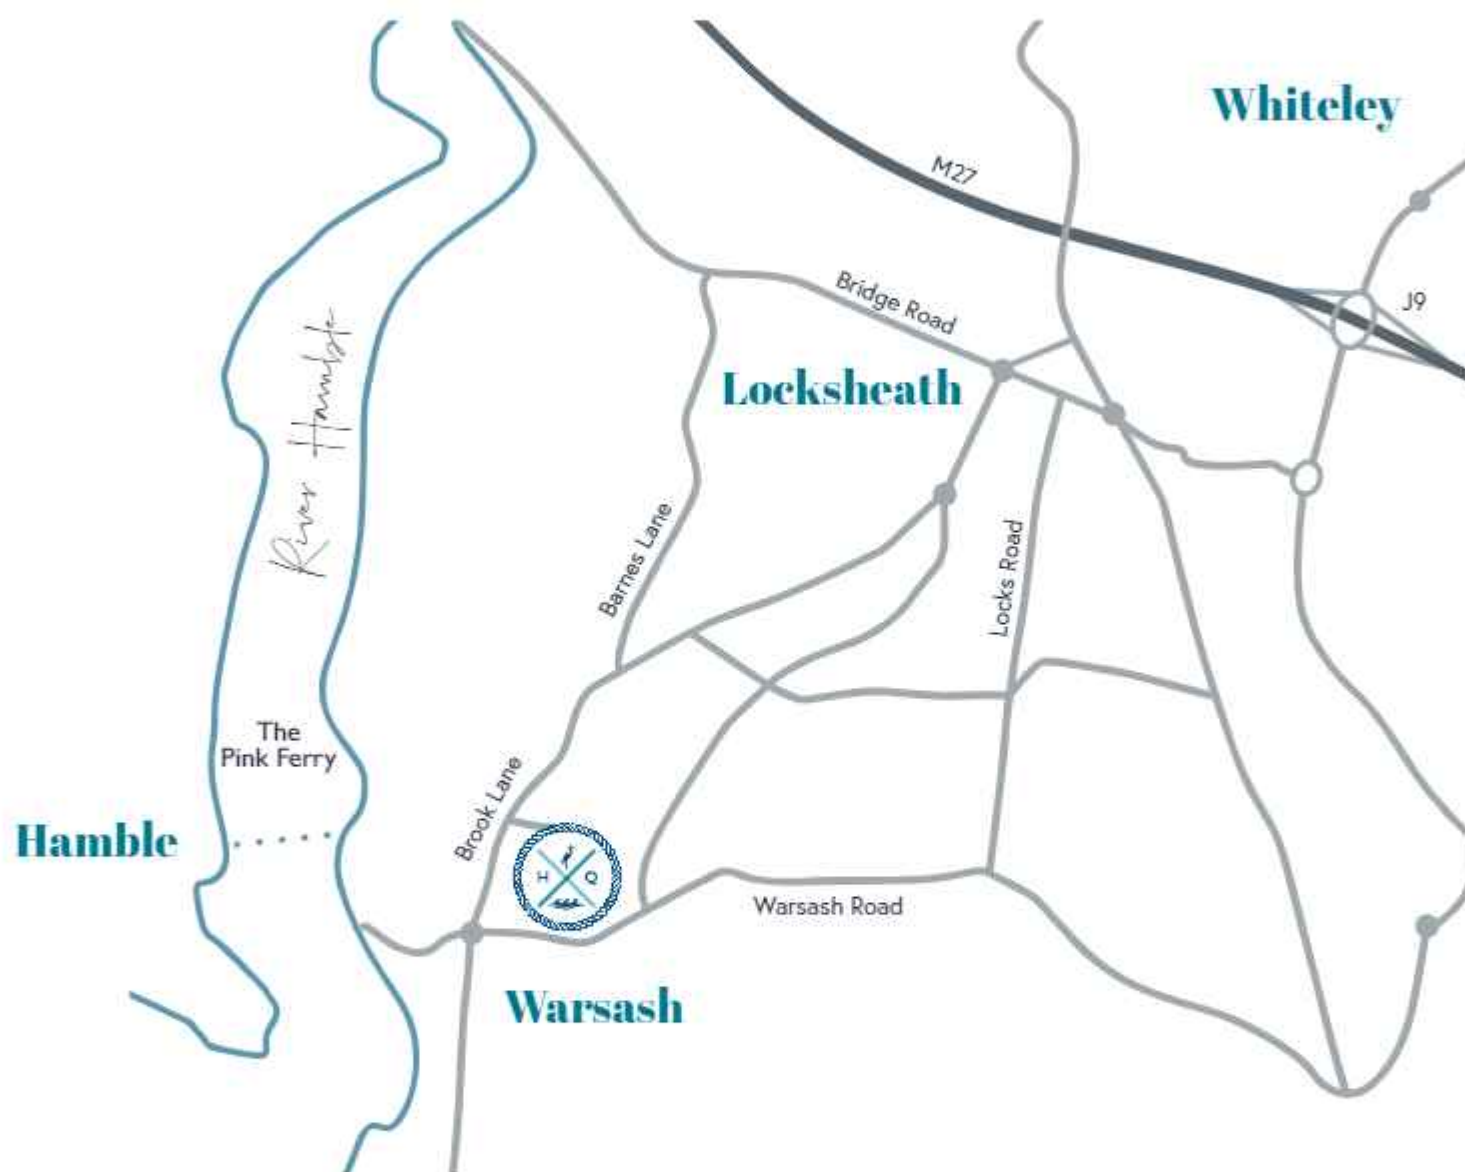 Whiteley
M27
J9
Bridge Road
Locksheath
River Hamble
Barnes Lane
Locks Road
The
Pink Ferry
Brook Lane
Hamble
H Q
Warsash Road
Warsash